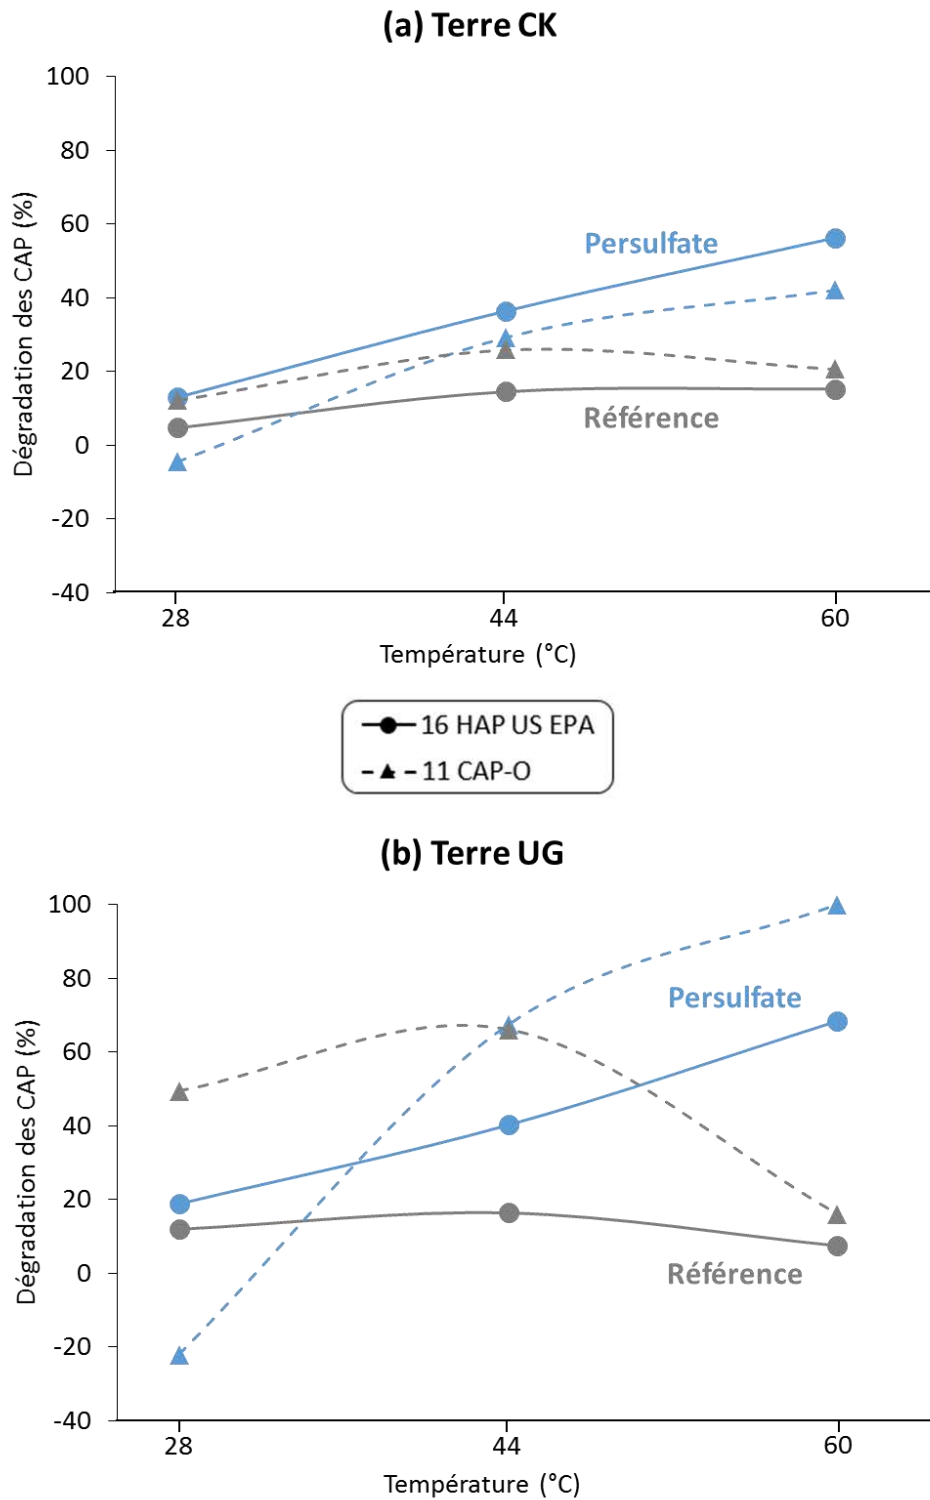 (a) Terre CK
100
80
60
40
20
0
-20
-40
Dégradation des CAP (%)
Persulfate
Référence
28
44
60
Température (°C)
16 HAP US EPA
11 CAP-O
(b) Terre UG
100
80
60
40
20
0
-20
-40
Dégradation des CAP (%)
Persulfate
Référence
28
44
60
Température (°C)